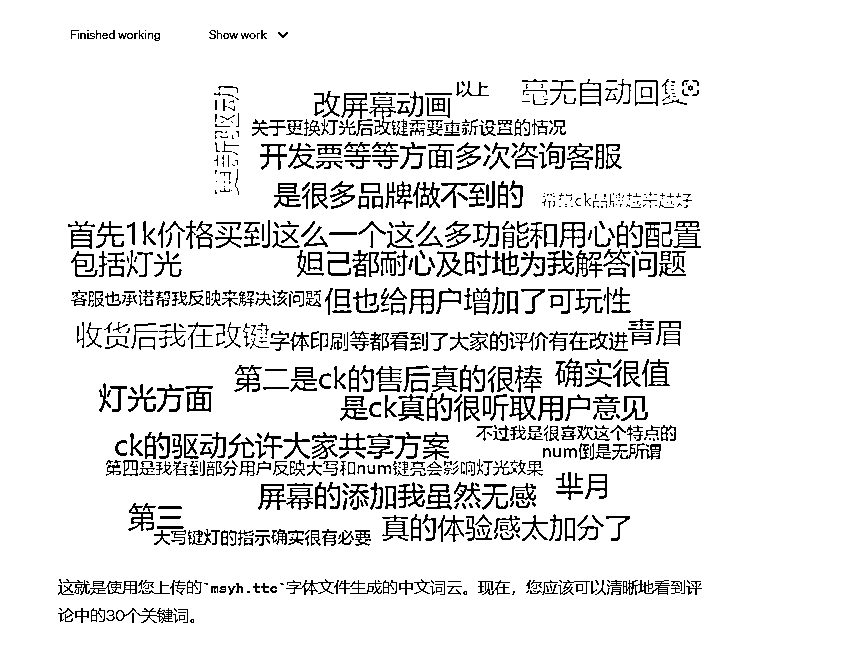 Finished working Show work
更新驱动
改屏幕动画
以上
毫无自动回复
关于更换灯光后改键需要重新设置的情况
开发票等等方面多次咨询客服
是很多品牌做不到的
希望ck品牌越来越好
首先1k价格买到这么一个这么多功能和用心的配置
包括灯光
妲己都耐心及时地为我解答问题
客服也承诺帮我反映来解决该问题
但也给用户增加了可玩性
收货后我在改键
字体印刷等都看到了大家的评价有在改进
青眉
第二是ck的售后真的很棒
确实很值
灯光方面
是ck真的很听取用户意见
ck的驱动允许大家共享方案
不过我是很喜欢这个特点的
num倒是无所谓
第四是我看到部分用户反映大写和num键亮会影响灯光效果
屏幕的添加我虽然无感
芈月
第三
大写键灯的指示确实很有必要
真的体验感太加分了
这就是使用您上传的`msyh.ttc`字体文件生成的中文词云。现在，您应该可以清晰地看到评
论中的30个关键词。